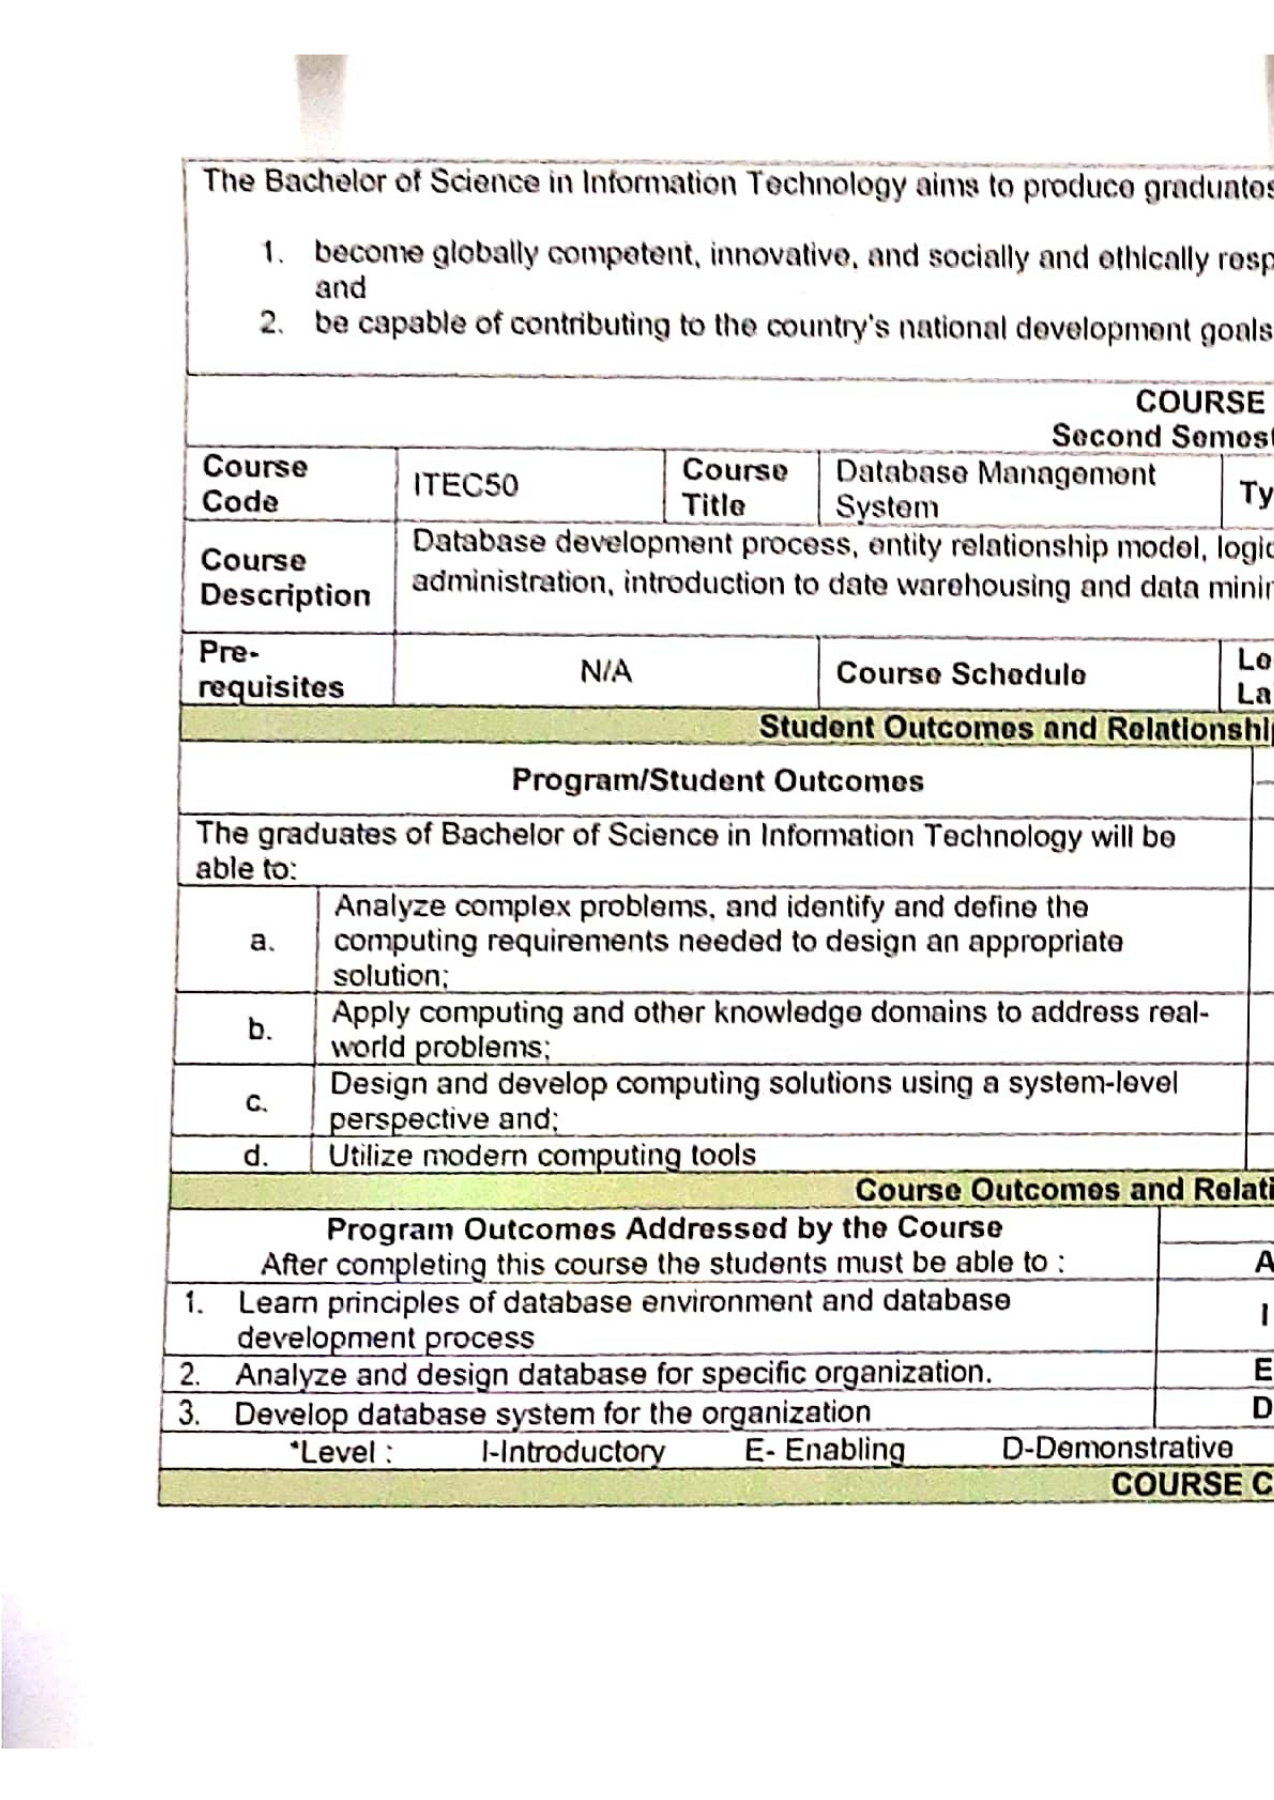 The Bachelor of Science in Information Technology aims to produce graduates
1. become globally competent, innovative, and socially and ethically resp
and
2. be capable of contributing to the country's national development goals
COURSE
Second Semest
Course Code
ITEC50
Course Title
Database Management System
Ty
Course Description
Database development process, entity relationship model, logic
administration, introduction to date warehousing and data minin
Pre-requisites
N/A
Course Schedule
Le
La
Student Outcomes and Relationship
Program/Student Outcomes
The graduates of Bachelor of Science in Information Technology will be
able to:
a.
Analyze complex problems, and identify and define the
computing requirements needed to design an appropriate
solution;
b.
Apply computing and other knowledge domains to address real-
world problems;
c.
Design and develop computing solutions using a system-level
perspective and;
d. Utilize modern computing tools
Course Outcomes and Relati
Program Outcomes Addressed by the Course
After completing this course the students must be able to :
A
1. Learn principles of database environment and database
development process
I
2. Analyze and design database for specific organization.
E
3. Develop database system for the organization
D
*Level : I-Introductory E- Enabling D-Demonstrative
COURSE C